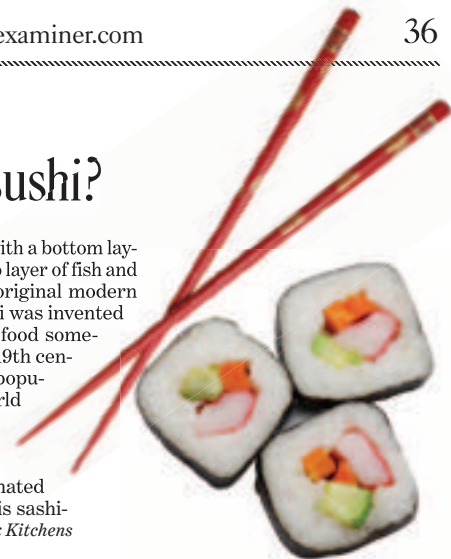 examiner.com 36
sushi?
ith a bottom lay-
layer of fish and
original modern
i was invented
food some-
19th cen-
popu-
rld
nated
is sashi-
Kitchens